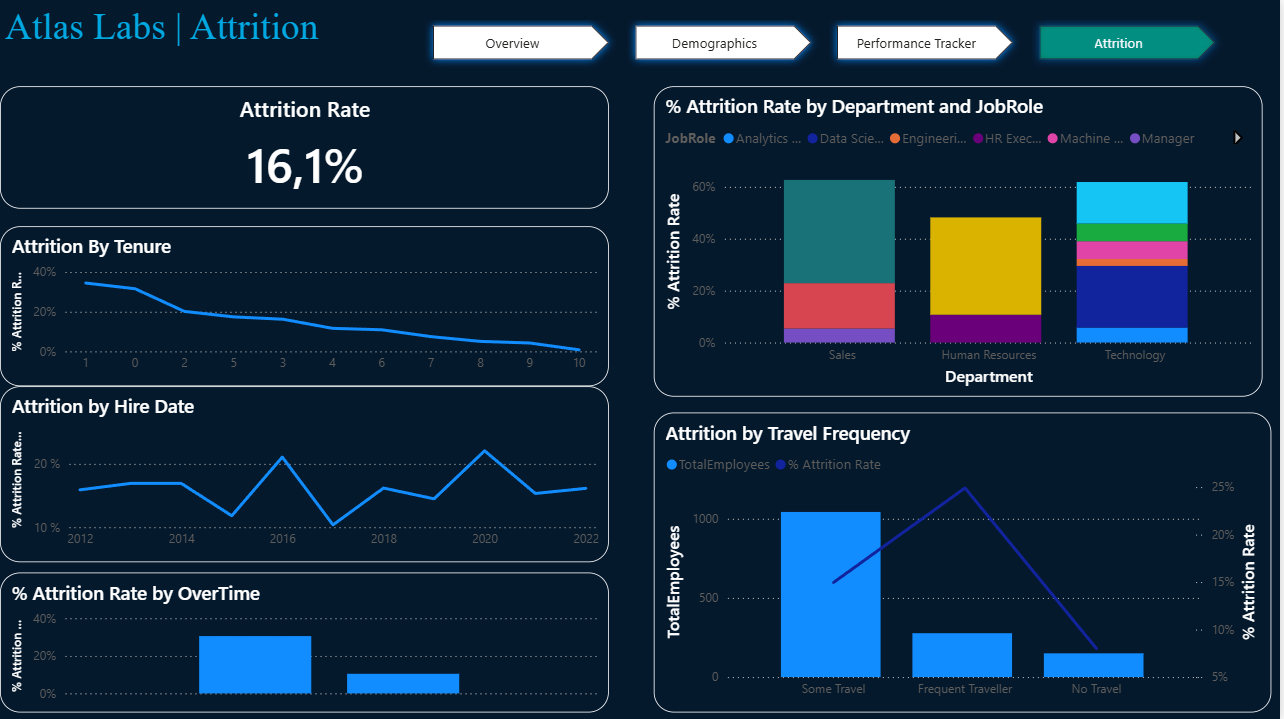 Atlas Labs | Attrition
Overview
Demographics
Performance Tracker
Attrition
Attrition Rate
16,1%
Attrition By Tenure
% Attrition R...
40%
20%
0%
1 0 2 5 3 4 6 7 8 9 10
Attrition by Hire Date
% Attrition Rate...
20 %
10 %
2012 2014 2016 2018 2020 2022
% Attrition Rate by OverTime
% Attrition ...
40%
20%
0%
% Attrition Rate by Department and JobRole
JobRole Analytics ... Data Scie... Engineeri... HR Exec... Machine ... Manager
% Attrition Rate
60%
40%
20%
0%
Sales Human Resources Technology
Department
Attrition by Travel Frequency
TotalEmployees % Attrition Rate
TotalEmployees
1000
500
0
25%
20%
15%
10%
5%
% Attrition Rate
Some Travel Frequent Traveller No Travel